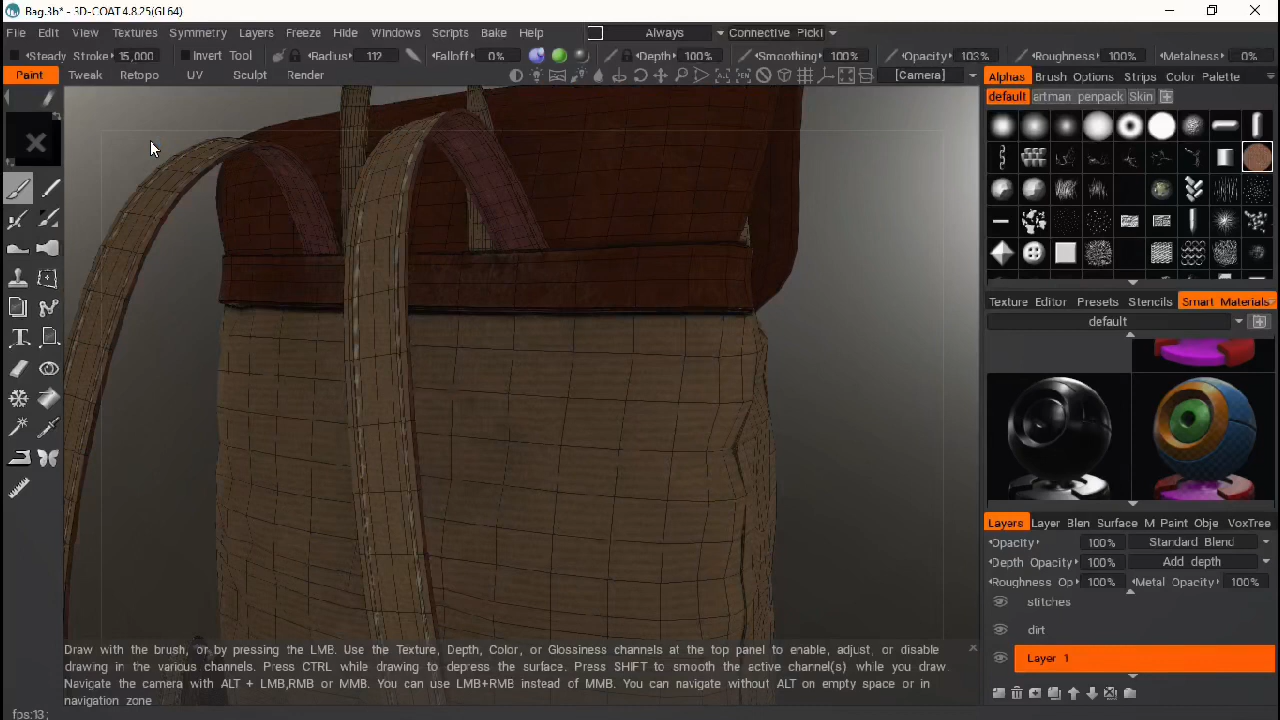 Bag.3b* - 3D-COAT 4.8.25(GL64)
File Edit View Textures Symmetry Layers Freeze Hide Windows Scripts Bake Help Always Connective Picki
Steady Stroke 15,000 Invert Tool Radius 112 Falloff 0% Depth 100% Smoothing 100% Opacity 103% Roughness 100% Metalness 0%
Paint Tweak Retopo UV Sculpt Render [Camera] Alphas Brush Options Strips Color Palette
default artman penpack Skin
Texture Editor Presets Stencils Smart Materials
default
Layers Layer Blen Surface M Paint Obje VoxTree
Opacity 100% Standard Blend
Depth Opacity 100% Add depth
Roughness Op 100% Metal Opacity 100%
stitches
dirt
Layer 1
Draw with the brush, or by pressing the LMB. Use the Texture, Depth, Color, or Glossiness channels at the top panel to enable, adjust, or disable
drawing in the various channels. Press CTRL while drawing to depress the surface. Press SHIFT to smooth the active channel(s) while you draw.
Navigate the camera with ALT + LMB,RMB or MMB. You can use LMB+RMB instead of MMB. You can navigate without ALT on empty space or in
navigation zone
fps:13;